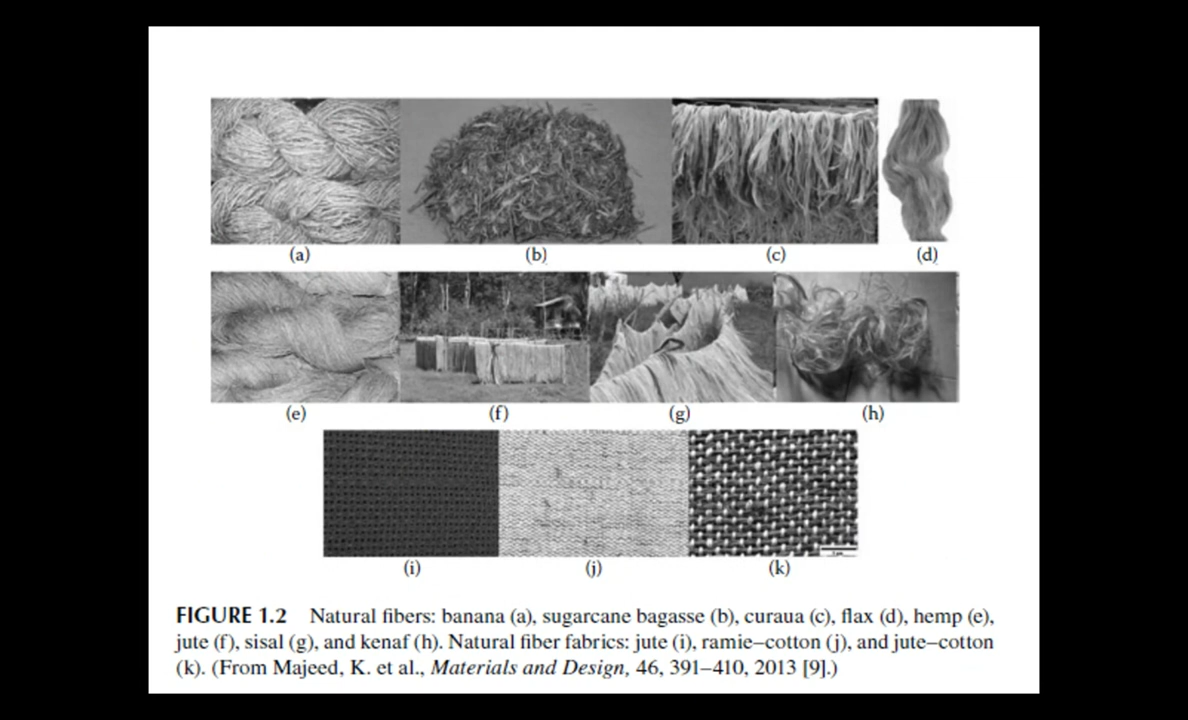 (a) (b) (c) (d)
(e) (f) (g) (h)
(i) (j) (k)
FIGURE 1.2 Natural fibers: banana (a), sugarcane bagasse (b), curaua (c), flax (d), hemp (e),
jute (f), sisal (g), and kenaf (h). Natural fiber fabrics: jute (i), ramie–cotton (j), and jute–cotton
(k). (From Majeed, K. et al., Materials and Design, 46, 391–410, 2013 [9].)